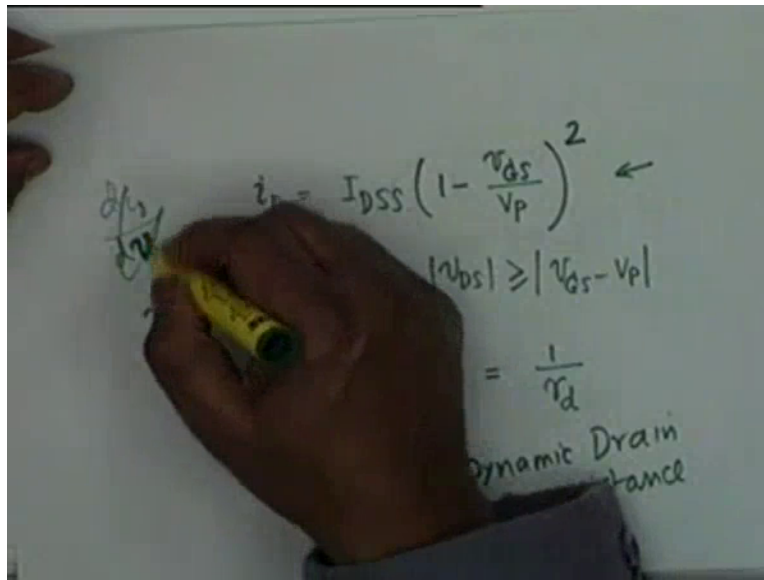 i_D = I_DSS (1 - v_GS / V_P)^2 ←
|v_DS| ≥ |v_GS - V_P|
= 1 / r_d
Dynamic Drain